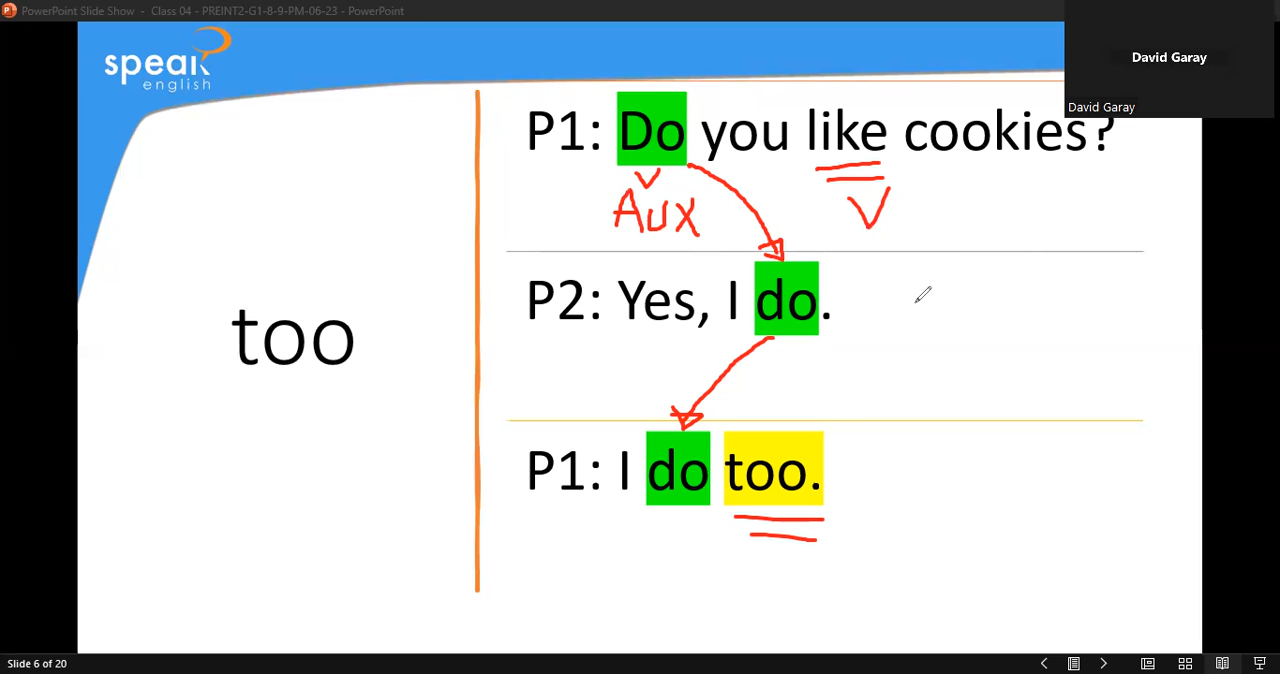 PowerPoint Slide Show - Class 04 - PREINT2-G1-8-9-PM-06-23 - PowerPoint
David Garay
David Garay
speak
english
P1: Do you like cookies?
V
Aux
V
P2: Yes, I do.
too
P1: I do too.
Slide 6 of 20